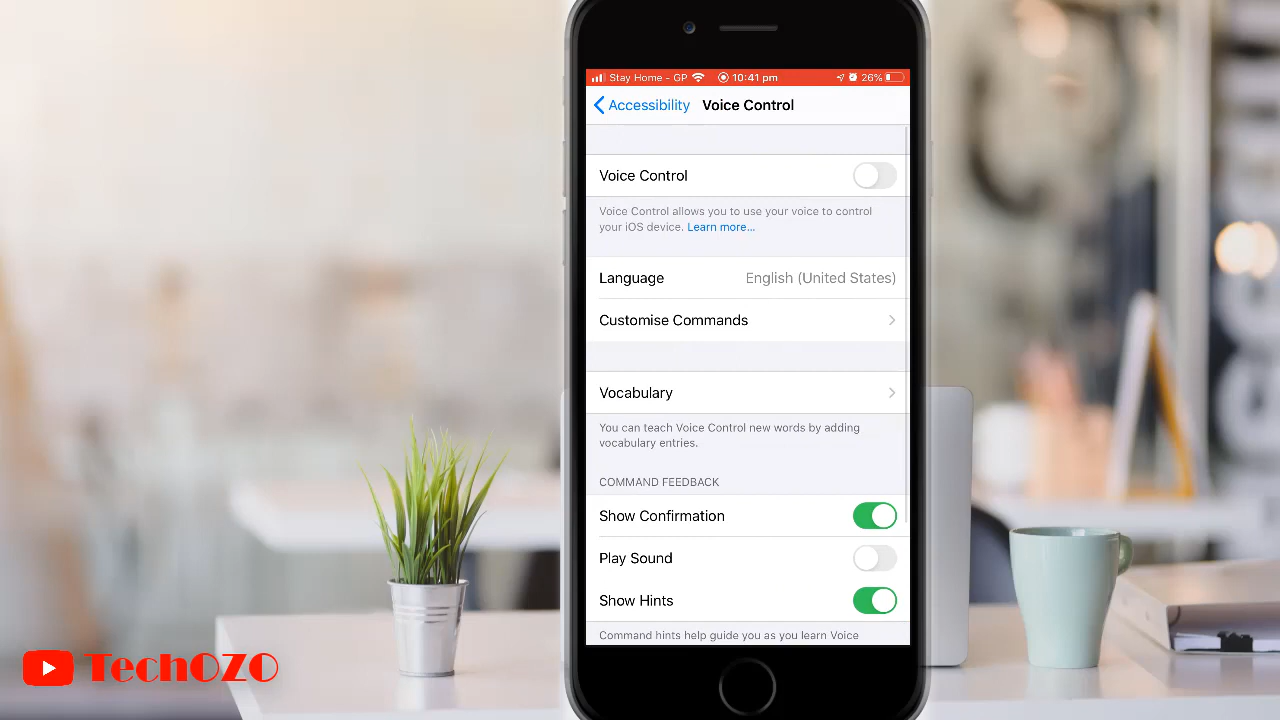 Stay Home - GP 10:41 pm 26%
Accessibility Voice Control
Voice Control
Voice Control allows you to use your voice to control
your iOS device. Learn more...
Language English (United States)
Customise Commands
Vocabulary
You can teach Voice Control new words by adding
vocabulary entries.
COMMAND FEEDBACK
Show Confirmation
Play Sound
Show Hints
Command hints help guide you as you learn Voice
TechOZO